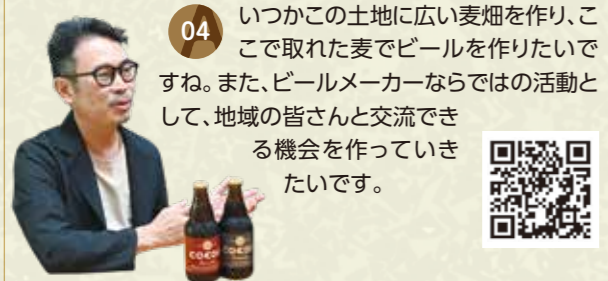 04
いつかこの土地に広い麦畑を作り、こ
こで取れた麦でビールを作りたいで
すね。また、ビールメーカーならではの活動と
して、地域の皆さんと交流でき
る機会を作っていき
たいです。
COEDO
COEDO